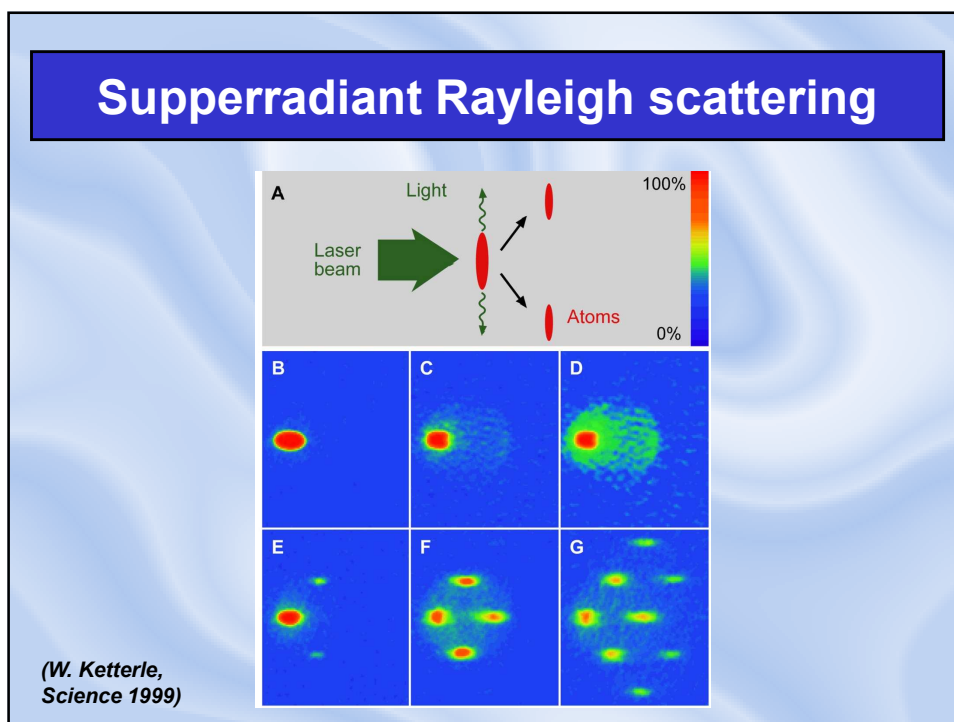 Supperradiant Rayleigh scattering
A
Light
100%
Laser
beam
Atoms
0%
B
C
D
E
F
G
(W. Ketterle,
Science 1999)